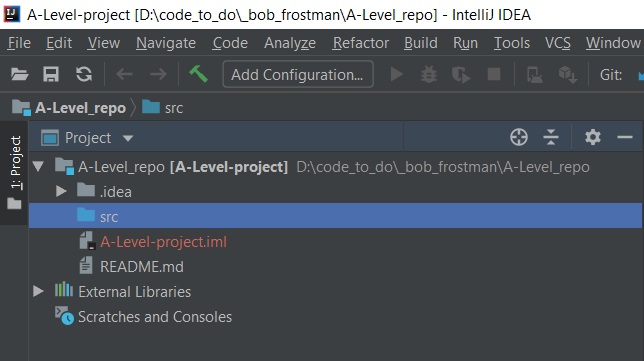 IJ A-Level-project [D:\code_to_do\_bob_frostman\A-Level_repo] - IntelliJ IDEA
File Edit View Navigate Code Analyze Refactor Build Run Tools VCS Window
Add Configuration... Git:
A-Level_repo src
1: Project
Project
A-Level_repo [A-Level-project] D:\code_to_do\_bob_frostman\A-Level_repo
.idea
src
A-Level-project.iml
README.md
External Libraries
Scratches and Consoles